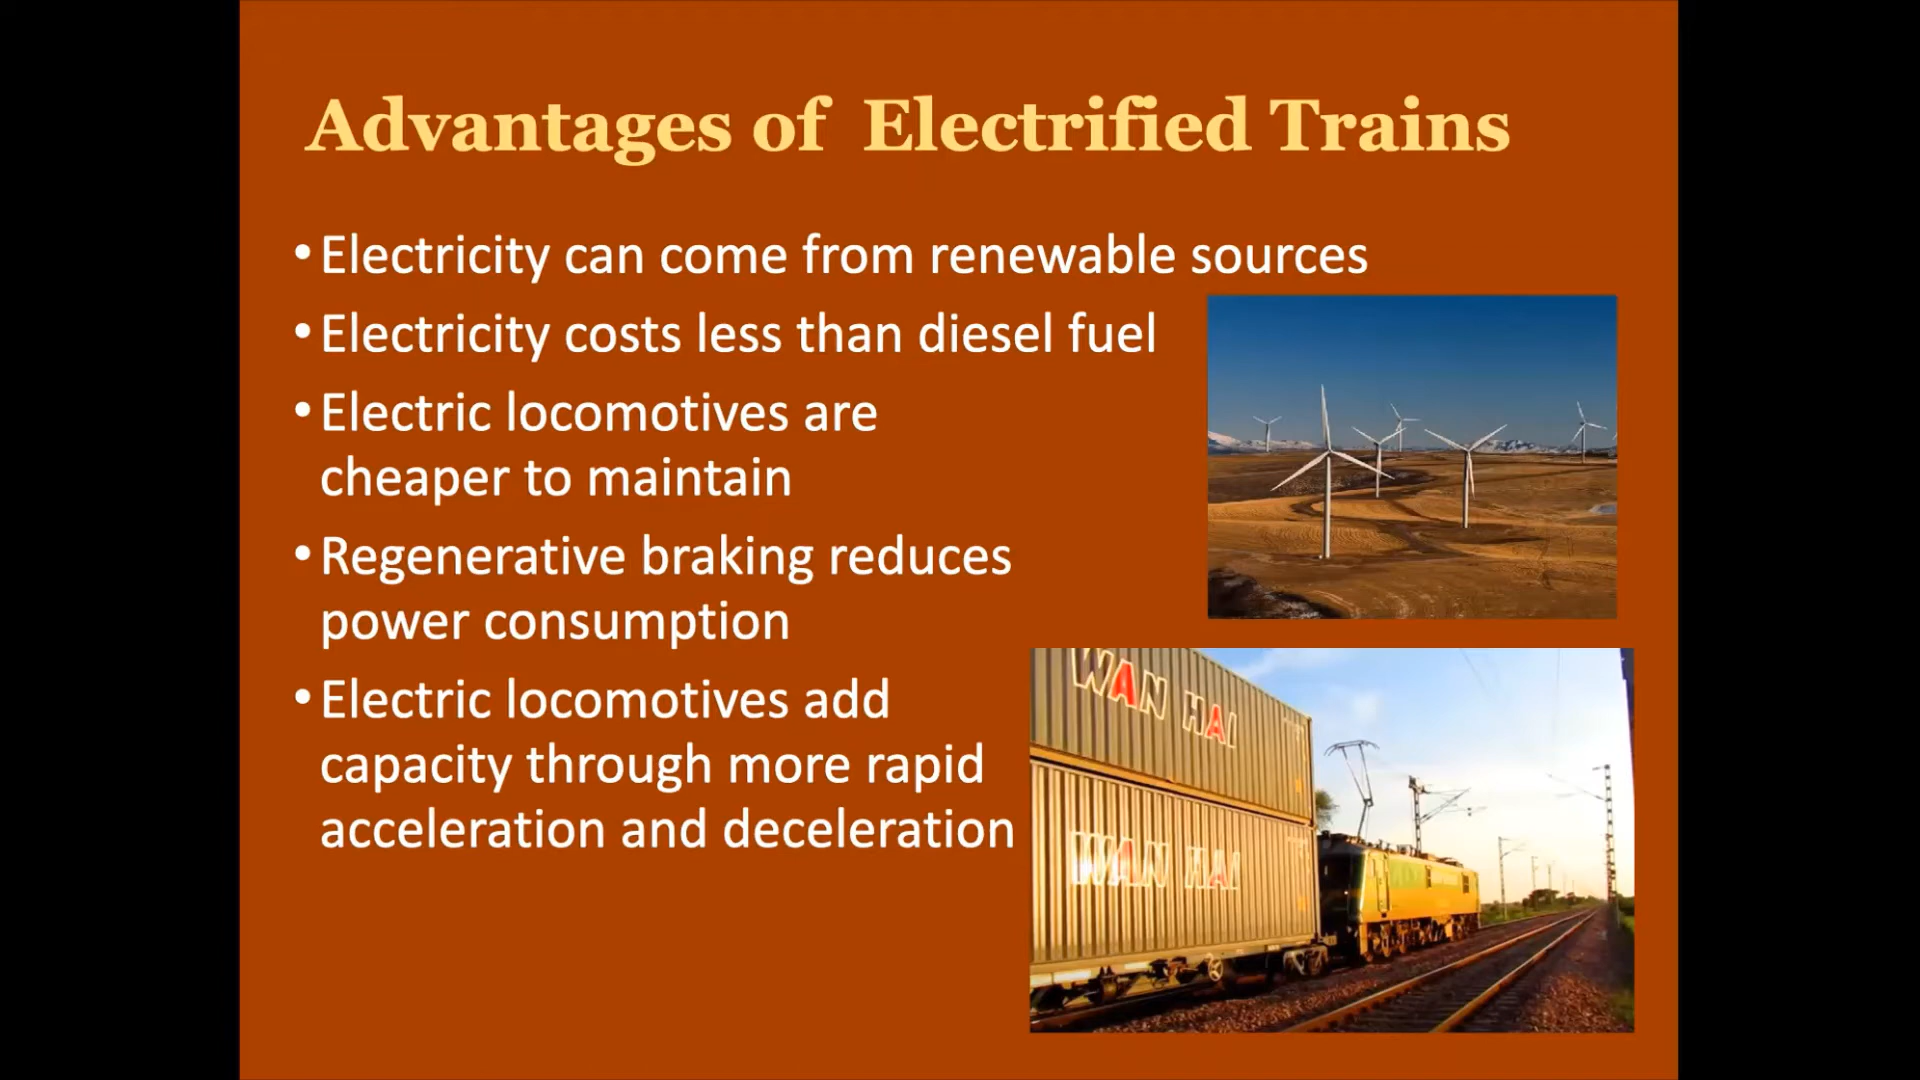 Advantages of Electrified Trains
•Electricity can come from renewable sources
•Electricity costs less than diesel fuel
•Electric locomotives are
cheaper to maintain
•Regenerative braking reduces
power consumption
•Electric locomotives add
capacity through more rapid
acceleration and deceleration
WAN HAI
WAN HAI